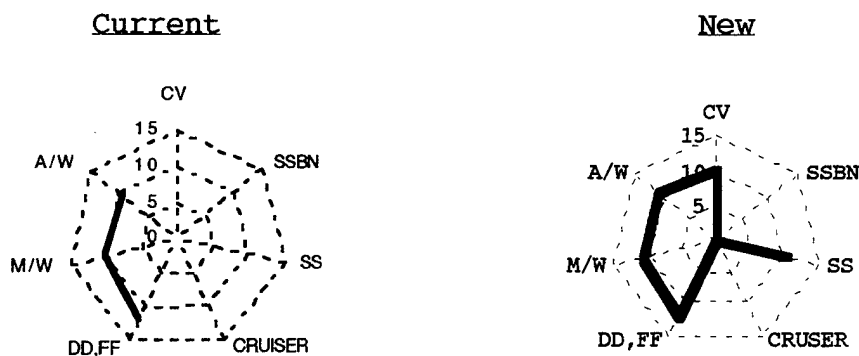 Current
New
CV
15
10
5
0
A/W
SSBN
M/W
SS
DD,FF
CRUISER
CV
15
10
5
A/W
SSBN
M/W
SS
DD,FF
CRUSER